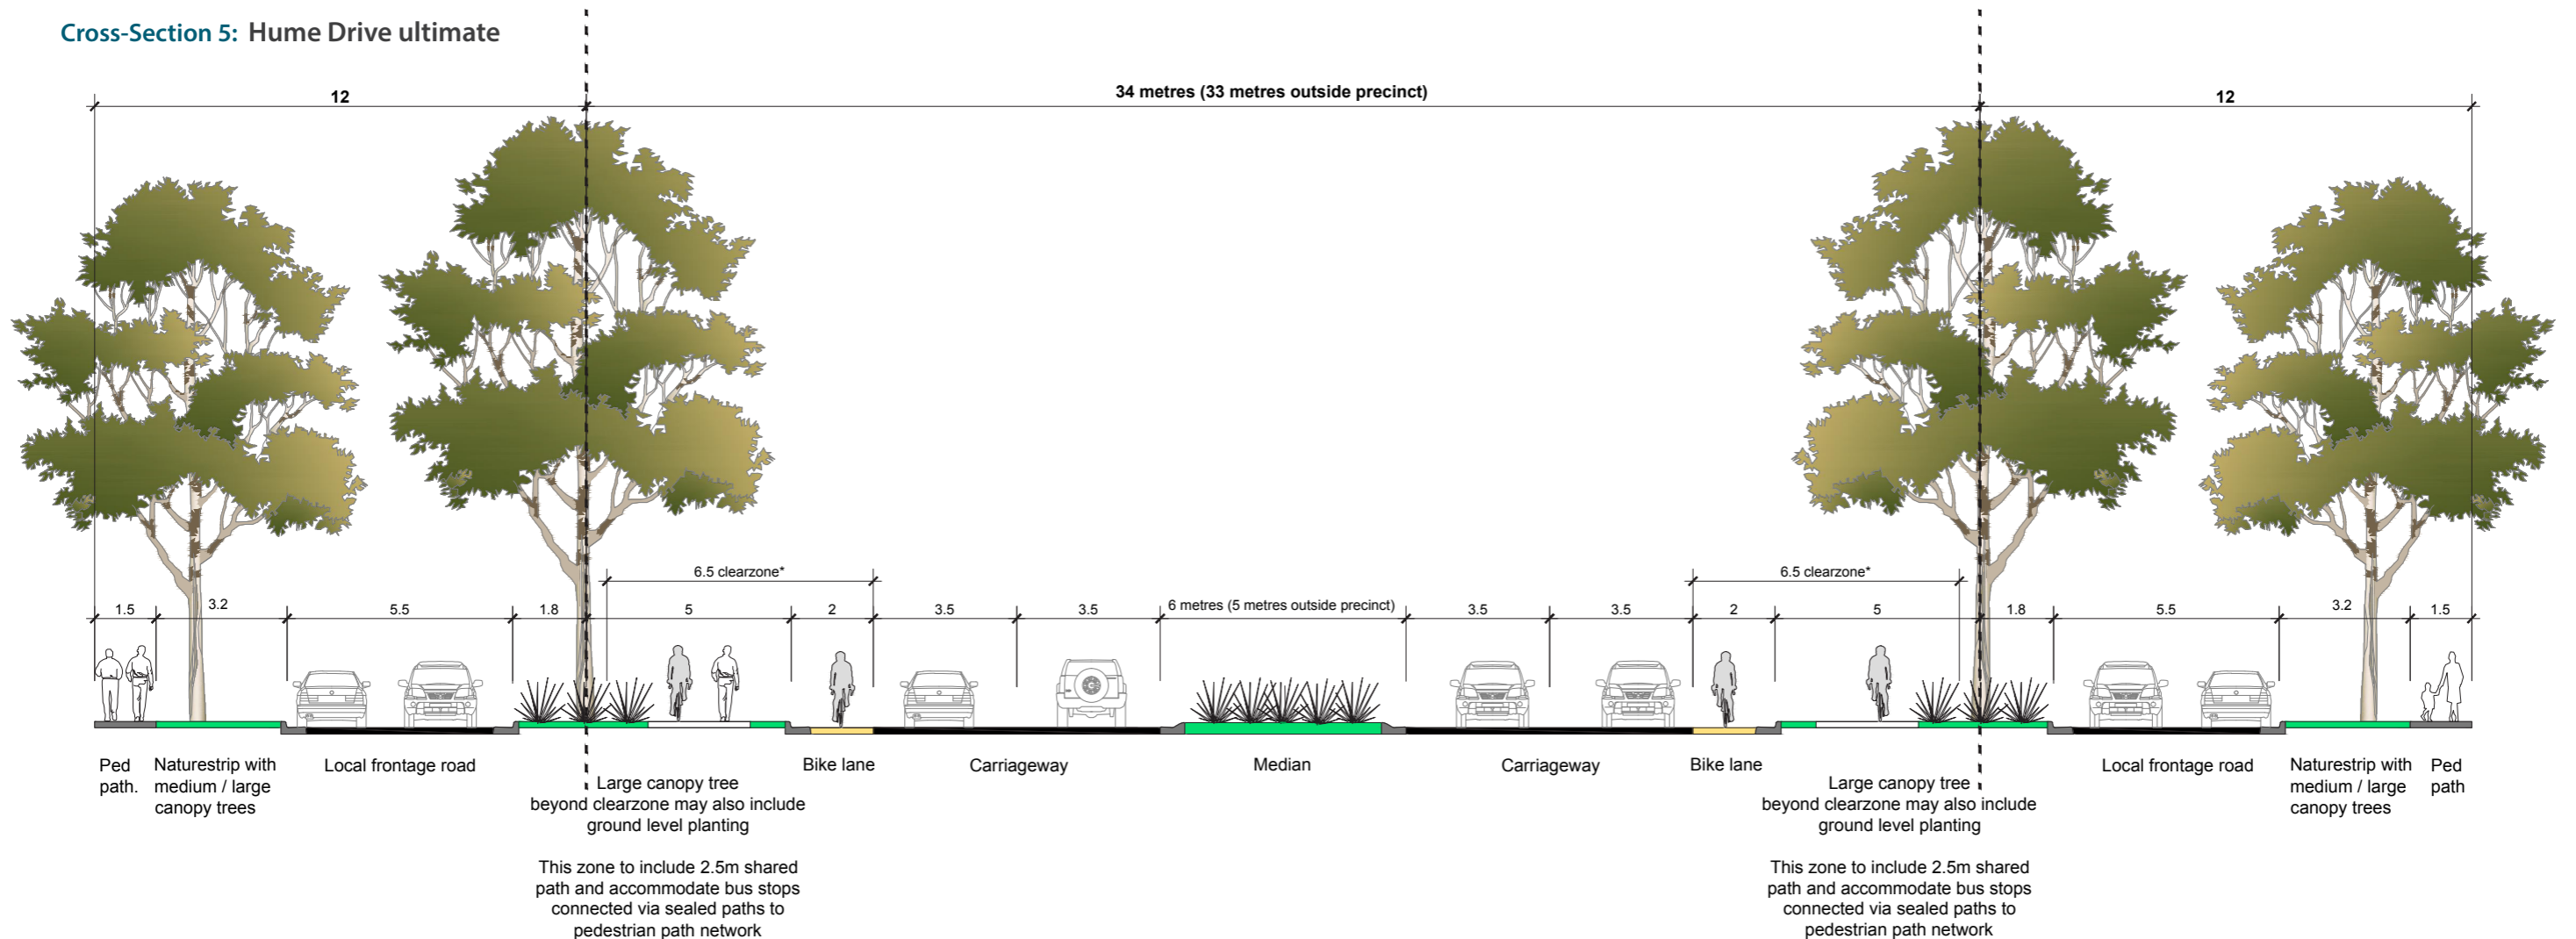 Cross-Section 5: Hume Drive ultimate
12
34 metres (33 metres outside precinct)
12
6.5 clearzone*
6.5 clearzone*
1.5
3.2
5.5
1.8
5
2
3.5
3.5
6 metres (5 metres outside precinct)
3.5
3.5
2
5
1.8
5.5
3.2
1.5
Ped
path.
Naturestrip with
medium / large
canopy trees
Local frontage road
Large canopy tree
beyond clearzone may also include
ground level planting
This zone to include 2.5m shared
path and accommodate bus stops
connected via sealed paths to
pedestrian path network
Bike lane
Carriageway
Median
Carriageway
Bike lane
Large canopy tree
beyond clearzone may also include
ground level planting
This zone to include 2.5m shared
path and accommodate bus stops
connected via sealed paths to
pedestrian path network
Local frontage road
Naturestrip with
medium / large
canopy trees
Ped
path